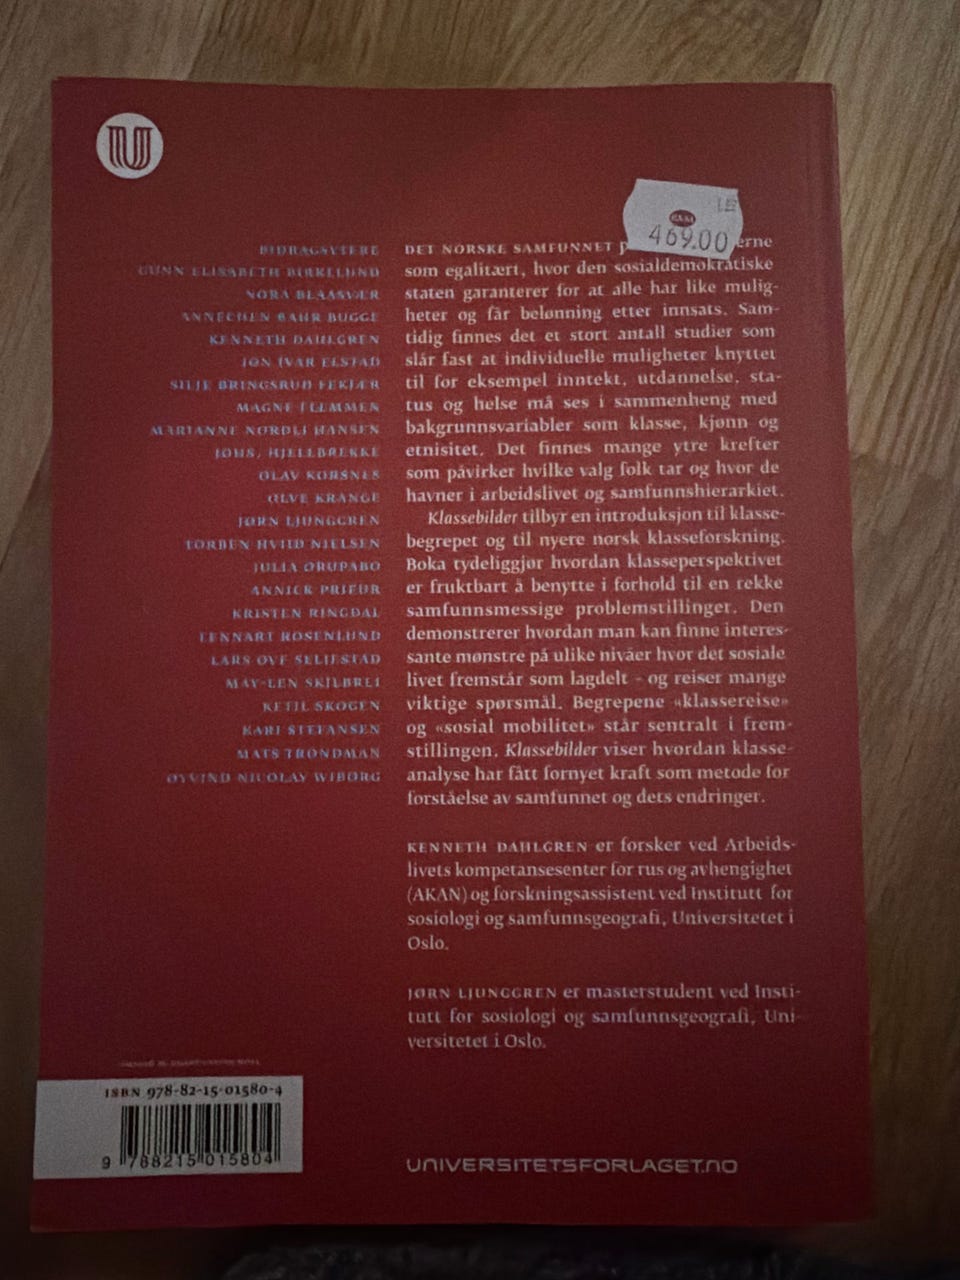 U
469.00
BIDRAGSYTERE
GUNN ELISABETH BIRKELUND
NORA BLAASVÆR
ANNECHEN BAHR BUGGE
KENNETH DAHLGREN
JON IVAR ELSTAD
SILJE BRINGSRUD FEKJÆR
MAGNE FLEMMEN
MARIANNE NORDLI HANSEN
JOHS. HJELLBREKKE
OLAV KORSNES
OLVE KRANGE
JØRN LJUNGGREN
TORBEN HVIID NIELSEN
JULIA ORUPABO
ANNICK PRIEUR
KRISTEN RINGDAL
LENNART ROSENLUND
LARS OVE SELJESTAD
MAY-LEN SKILBREI
KETIL SKOGEN
KARI STEFANSEN
MATS TRONDMAN
ØYVIND NICOLAY WIBORG
DET NORSKE SAMFUNNET erne
som egalitært, hvor den sosialdemokratiske
staten garanterer for at alle har like mulig-
heter og får belønning etter innsats. Sam-
tidig finnes det et stort antall studier som
slår fast at individuelle muligheter knyttet
til for eksempel inntekt, utdannelse, sta-
tus og helse må ses i sammenheng med
bakgrunnsvariabler som klasse, kjønn og
etnisitet. Det finnes mange ytre krefter
som påvirker hvilke valg folk tar og hvor de
havner i arbeidslivet og samfunnshierarkiet.
Klassebilder tilbyr en introduksjon til klasse-
begrepet og til nyere norsk klasseforskning.
Boka tydeliggjør hvordan klasseperspektivet
er fruktbart å benytte i forhold til en rekke
samfunnsmessige problemstillinger. Den
demonstrerer hvordan man kan finne interes-
sante mønstre på ulike nivåer hvor det sosiale
livet fremstår som lagdelt – og reiser mange
viktige spørsmål. Begrepene «klassereise»
og «sosial mobilitet» står sentralt i frem-
stillingen. Klassebilder viser hvordan klasse-
analyse har fått fornyet kraft som metode for
forståelse av samfunnet og dets endringer.
KENNETH DAHLGREN er forsker ved Arbeids-
livets kompetansesenter for rus og avhengighet
(AKAN) og forskningsassistent ved Institutt for
sosiologi og samfunnsgeografi, Universitetet i
Oslo.
JØRN LJUNGGREN er masterstudent ved Insti-
tutt for sosiologi og samfunnsgeografi, Uni-
versitetet i Oslo.
ISBN 978-82-15-01580-4
9 788215 015804
UNIVERSITETSFORLAGET.NO